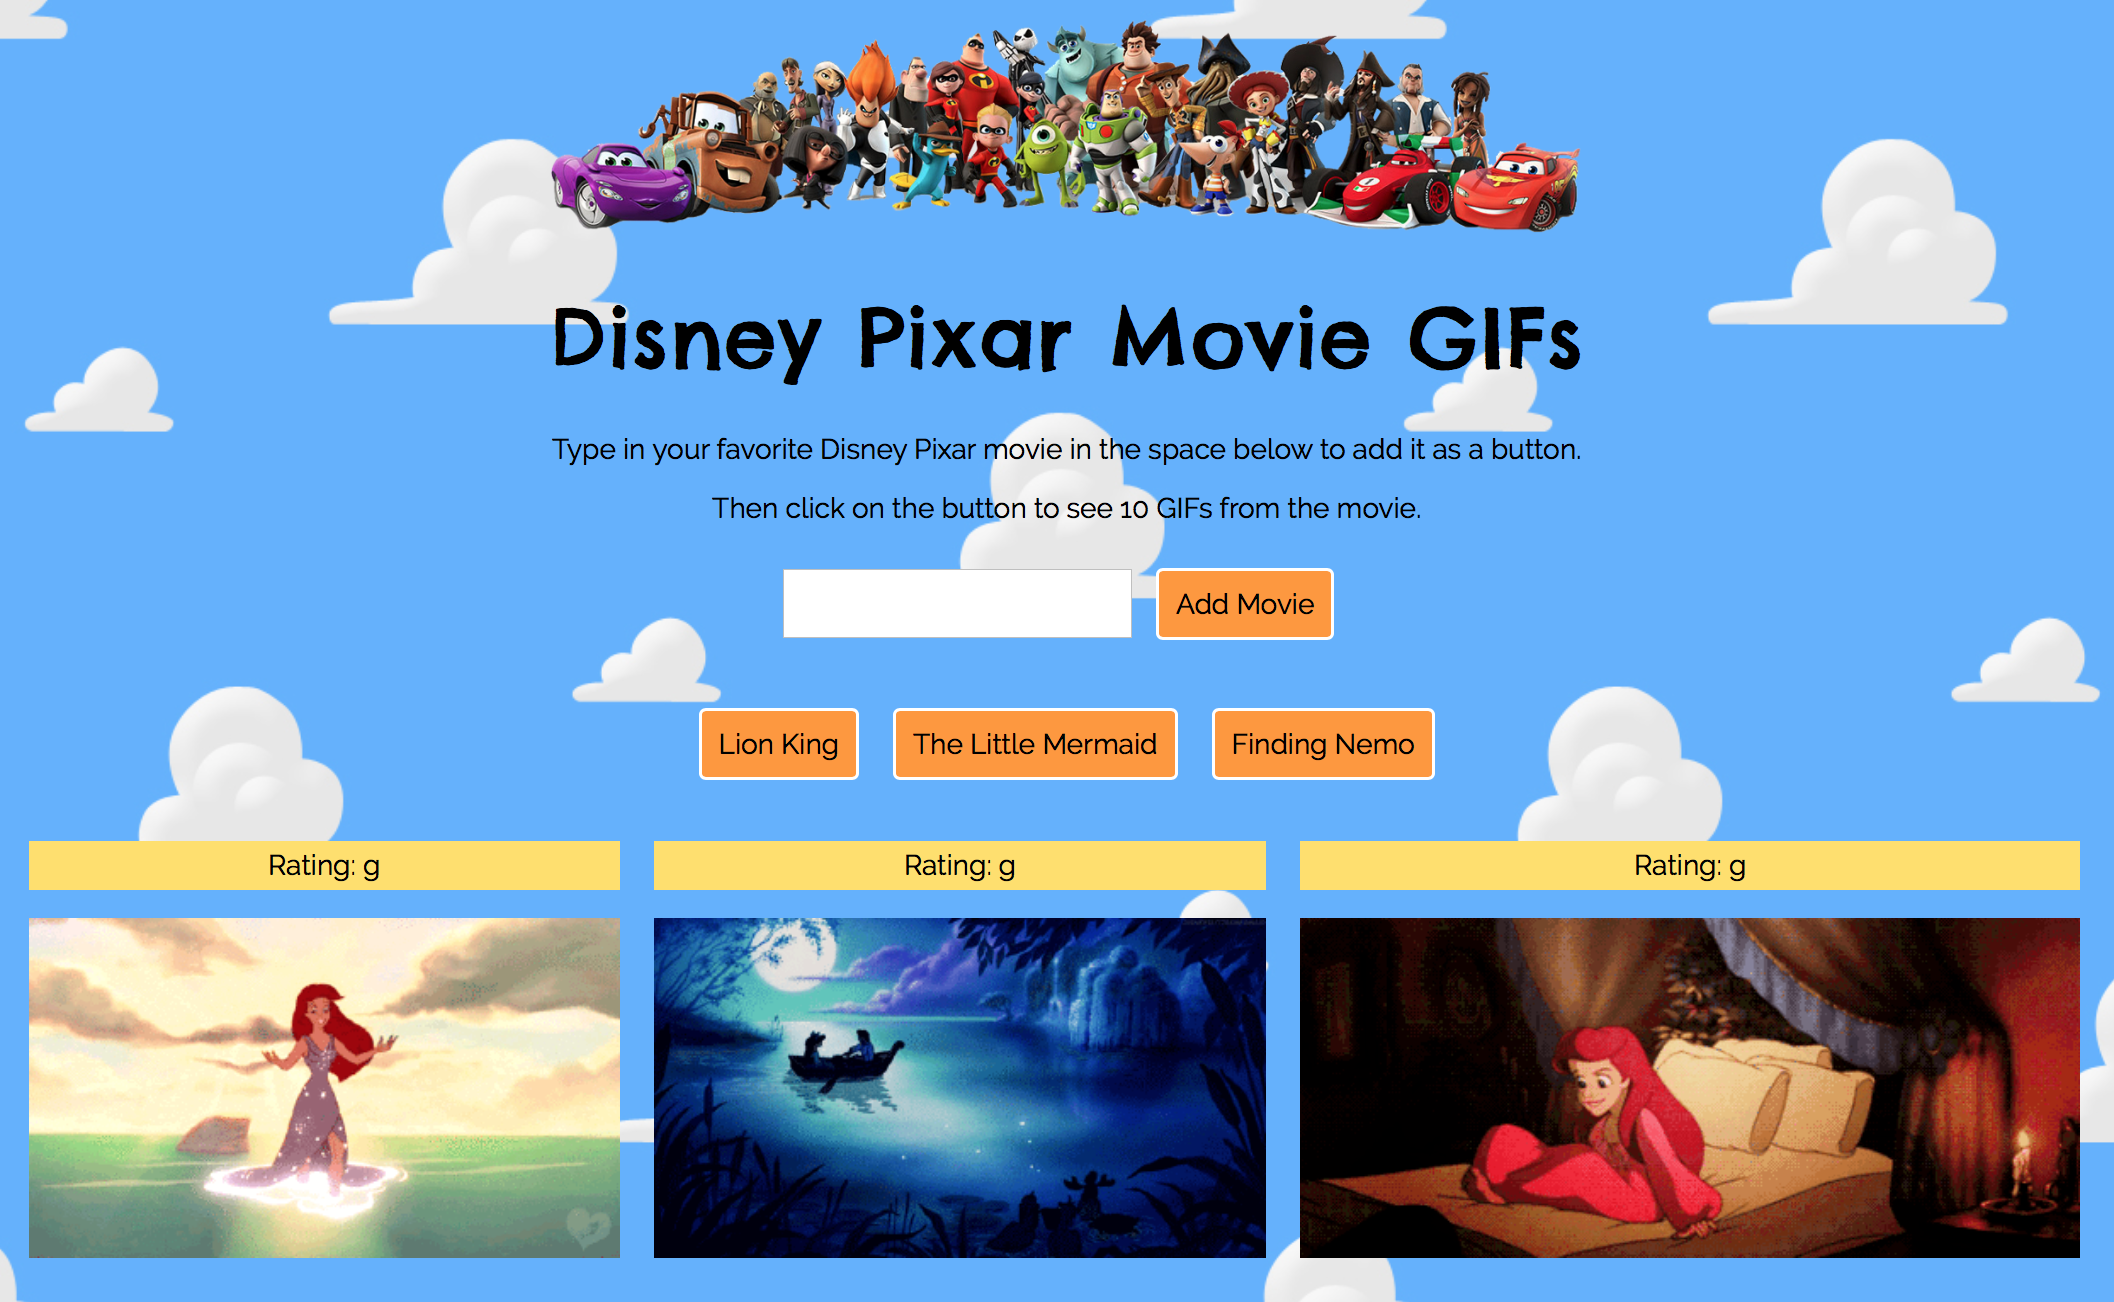 Disney Pixar Movie GIFs
Type in your favorite Disney Pixar movie in the space below to add it as a button.
Then click on the button to see 10 GIFs from the movie.
Add Movie
Lion King
The Little Mermaid
Finding Nemo
Rating: g
Rating: g
Rating: g